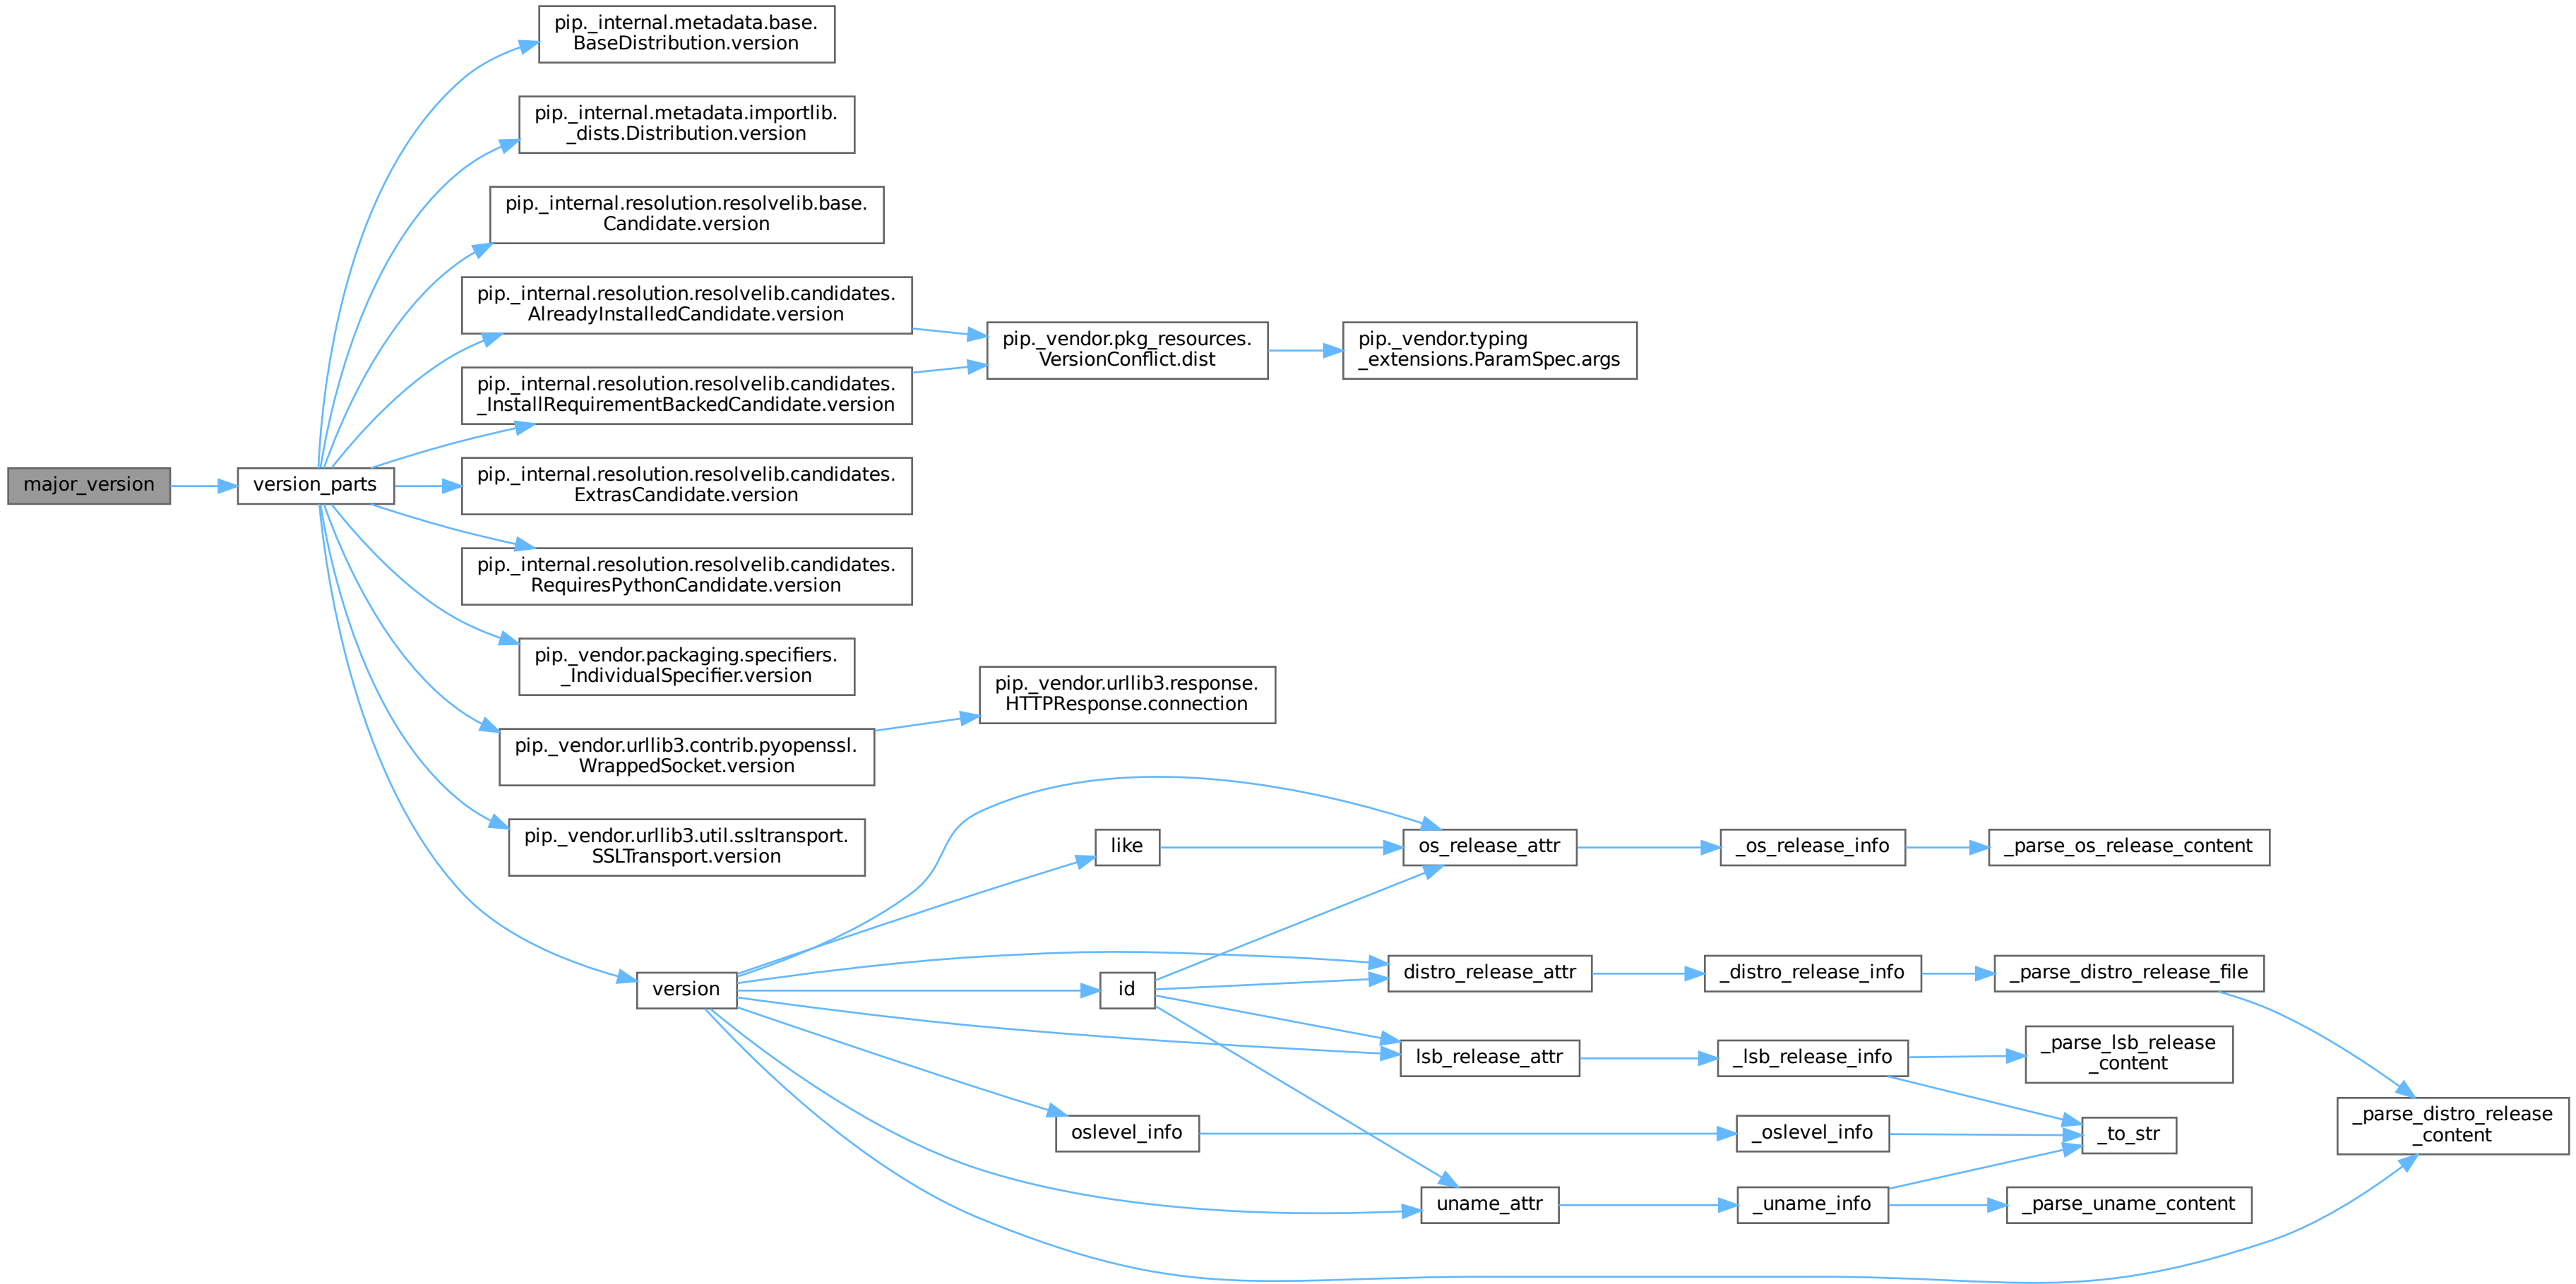 pip._internal.metadata.base.
BaseDistribution.version
pip._internal.metadata.importlib.
_dists.Distribution.version
pip._internal.resolution.resolvelib.base.
Candidate.version
pip._internal.resolution.resolvelib.candidates.
AlreadyInstalledCandidate.version
pip._vendor.pkg_resources.
VersionConflict.dist
pip._vendor.typing
_extensions.ParamSpec.args
pip._internal.resolution.resolvelib.candidates.
_InstallRequirementBackedCandidate.version
major_version
version_parts
pip._internal.resolution.resolvelib.candidates.
ExtrasCandidate.version
pip._internal.resolution.resolvelib.candidates.
RequiresPythonCandidate.version
pip._vendor.packaging.specifiers.
_IndividualSpecifier.version
pip._vendor.urllib3.response.
HTTPResponse.connection
pip._vendor.urllib3.contrib.pyopenssl.
WrappedSocket.version
pip._vendor.urllib3.util.ssltransport.
SSLTransport.version
like
os_release_attr
_os_release_info
_parse_os_release_content
version
id
distro_release_attr
_distro_release_info
_parse_distro_release_file
lsb_release_attr
_lsb_release_info
_parse_lsb_release
_content
oslevel_info
_oslevel_info
_to_str
_parse_distro_release
_content
uname_attr
_uname_info
_parse_uname_content